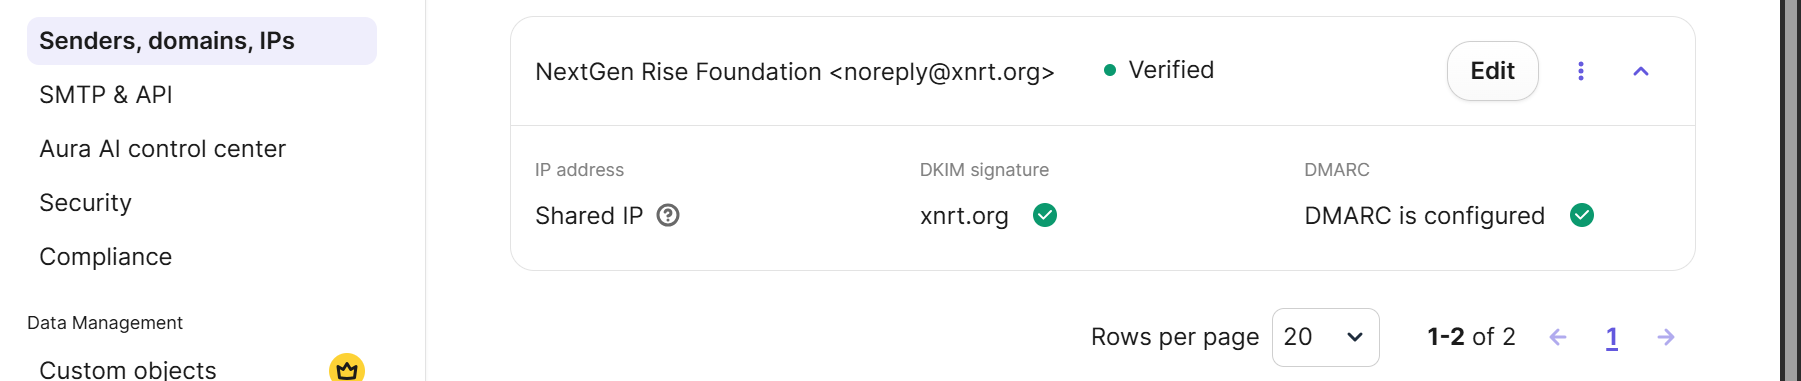 Senders, domains, IPs
SMTP & API
Aura AI control center
Security
Compliance
Data Management
Custom objects
NextGen Rise Foundation <noreply@xnrt.org>
Verified
Edit
IP address
Shared IP
DKIM signature
xnrt.org
DMARC
DMARC is configured
Rows per page 20 1-2 of 2 1